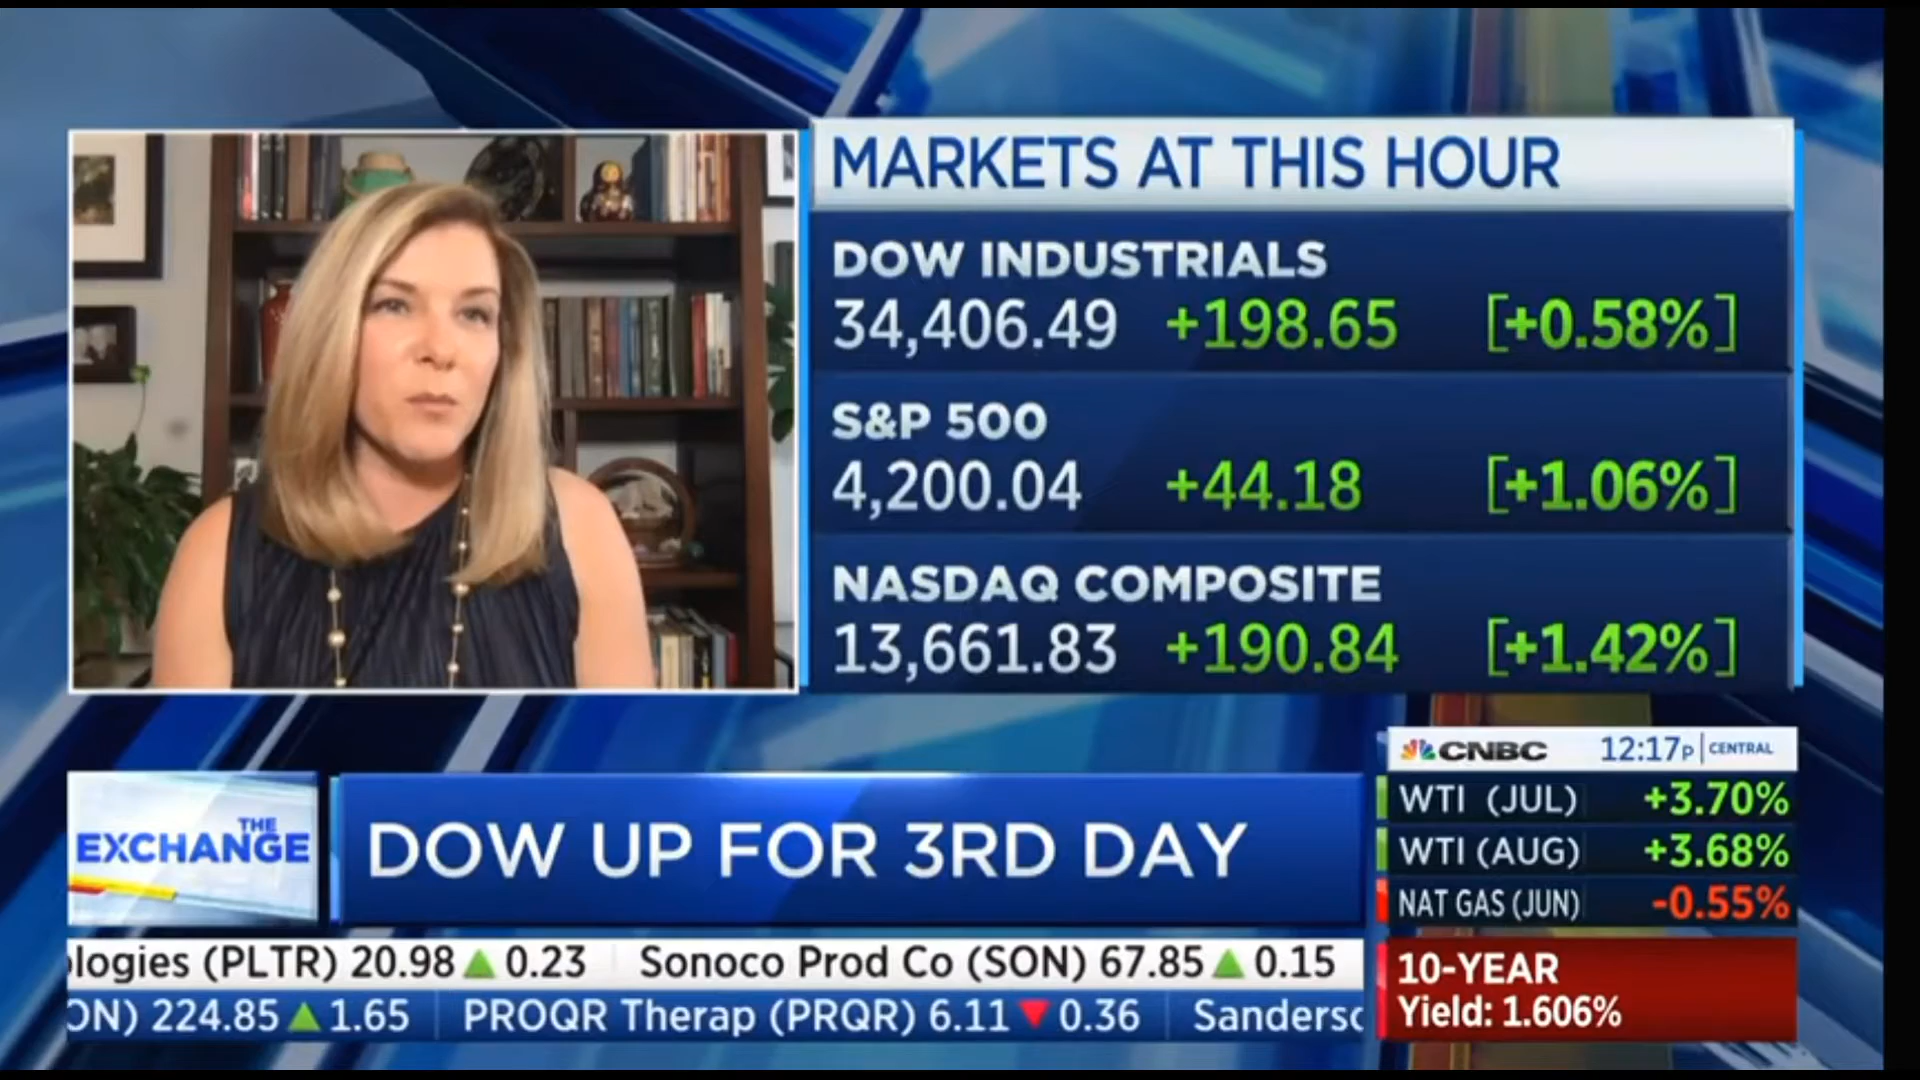 MARKETS AT THIS HOUR
DOW INDUSTRIALS
34,406.49 +198.65 [+0.58%]
S&P 500
4,200.04 +44.18 [+1.06%]
NASDAQ COMPOSITE
13,661.83 +190.84 [+1.42%]
CNBC 12:17P CENTRAL
WTI (JUL) +3.70%
WTI (AUG) +3.68%
NAT GAS (JUN) -0.55%
10-YEAR
Yield: 1.606%
THE
EXCHANGE
DOW UP FOR 3RD DAY
logies (PLTR) 20.98 ▲ 0.23 Sonoco Prod Co (SON) 67.85 ▲ 0.15
ON) 224.85 ▲ 1.65 PROQR Therap (PRQR) 6.11 ▼ 0.36 Sanders